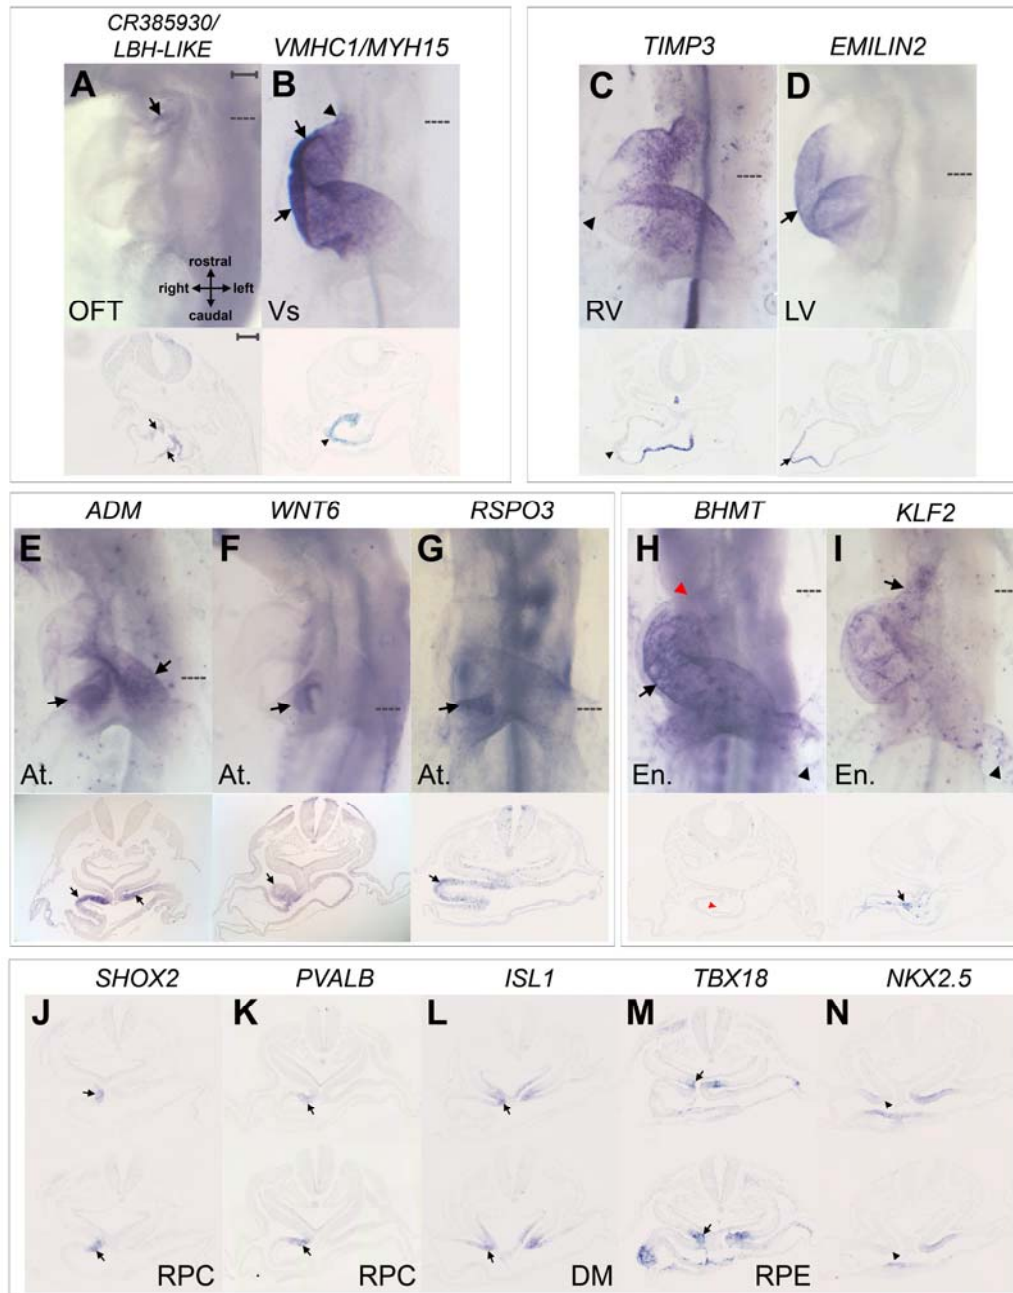 CR385930/
LBH-LIKE
VMHC1/MYH15
TIMP3
EMILIN2
A
B
C
D
rostral
right
left
caudal
OFT
Vs
RV
LV
ADM
WNT6
RSPO3
BHMT
KLF2
E
F
G
H
I
At.
At.
At.
En.
En.
SHOX2
PVALB
ISL1
TBX18
NKX2.5
J
K
L
M
N
RPC
RPC
DM
RPE